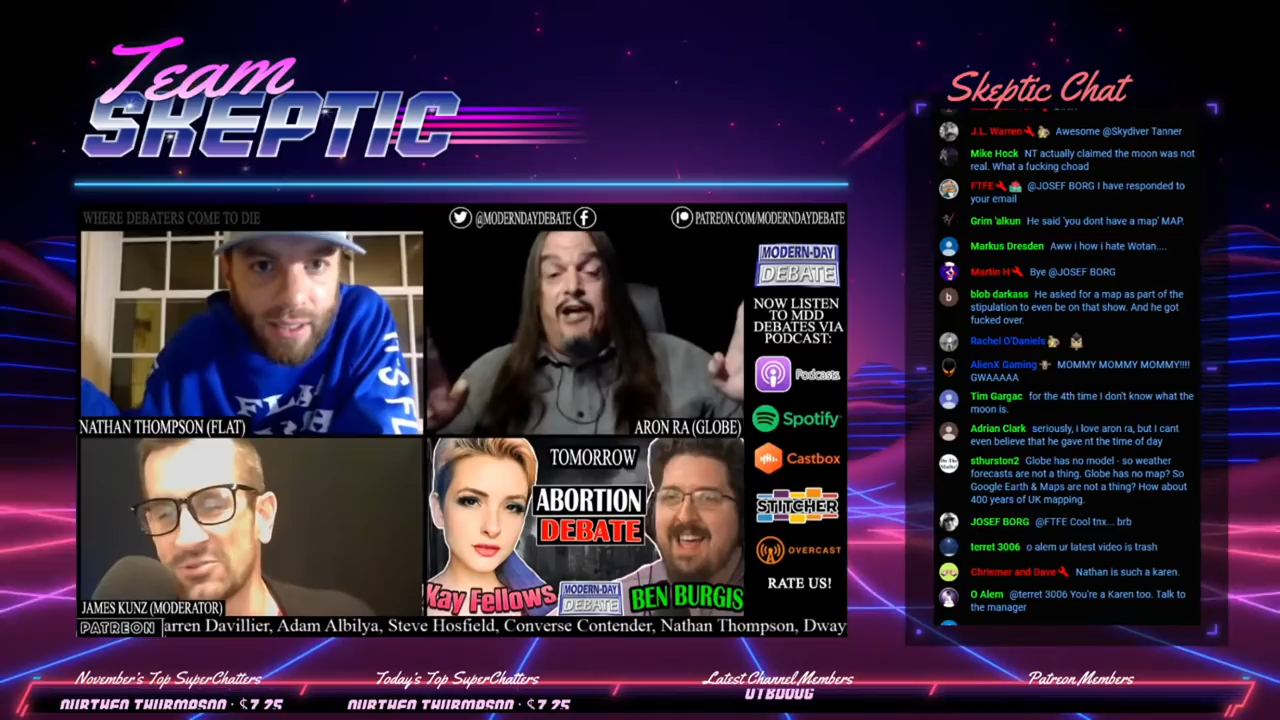 Team
SKEPTIC
WHERE DEBATERS COME TO DIE
@MODERNDAYDEBATE
PATREON.COM/MODERNDAYDEBATE
NATHAN THOMPSON (FLAT)
ARON RA (GLOBE)
MODERN-DAY
DEBATE
NOW LISTEN
TO MDD
DEBATES VIA
PODCAST:
Podcasts
Spotify
Castbox
STITCHER
OVERCAST
RATE US!
JAMES KUNZ (MODERATOR)
TOMORROW
ABORTION
DEBATE
Kay Fellows
MODERN-DAY
DEBATE
BEN BURGIS
PATREON
arren Davillier, Adam Albilya, Steve Hosfield, Converse Contender, Nathan Thompson, Dway
Skeptic Chat
J.L. Warren Awesome @Skydiver Tanner
Mike Hock NT actually claimed the moon was not
real. What a fucking choad
FTFE @JOSEF BORG I have responded to
your email
Grim 'alkun He said 'you dont have a map' MAP.
Markus Dresden Aww i how i hate Wotan....
Martin H Bye @JOSEF BORG
blob darkass He asked for a map as part of the
stipulation to even be on that show. And he got
fucked over.
Rachel O'Daniels
AlienX Gaming MOMMY MOMMY MOMMY!!!!
GWAAAAA
Tim Gargac for the 4th time I don't know what the
moon is.
Adrian Clark seriously, i love aron ra, but I cant
even believe that he gave nt the time of day
sthurston2 Globe has no model - so weather
forecasts are not a thing. Globe has no map? So
Google Earth & Maps are not a thing? How about
400 years of UK mapping.
JOSEF BORG @FTFE Cool tnx... brb
terret 3006 o alem ur latest video is trash
Chrismer and Dave Nathan is such a karen.
O Alem @terret 3006 You're a Karen too. Talk to
the manager
November's Top SuperChatters
Today's Top SuperChatters
Latest Channel Members
Patreon Members
$7.25
$7.25